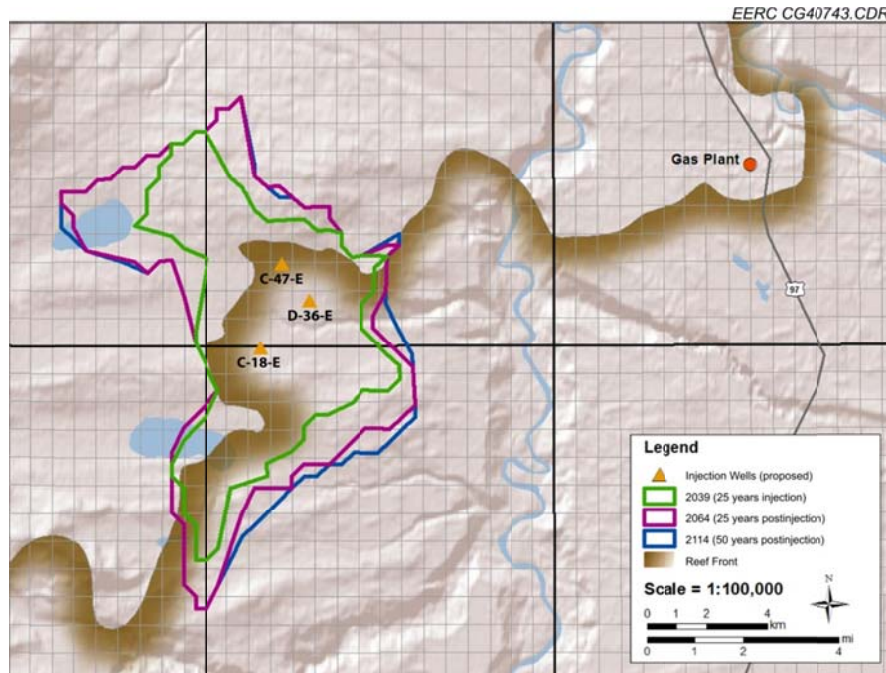 EERC CG40743.CDR
Gas Plant
97
C-47-E
D-36-E
C-18-E
Legend
Injection Wells (proposed)
2039 (25 years injection)
2064 (25 years postinjection)
2114 (50 years postinjection)
Reef Front
Scale = 1:100,000
N
0 1 2 4
km
mi
0 1 2 4